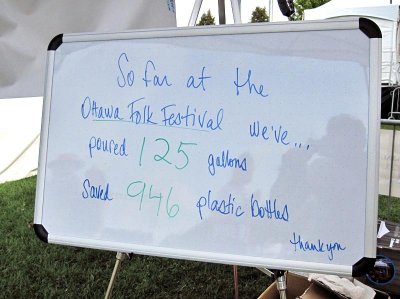 So far at the
Ottawa Folk Festival we've...
poured 125 gallons
Saved 946 plastic bottles
thankyou